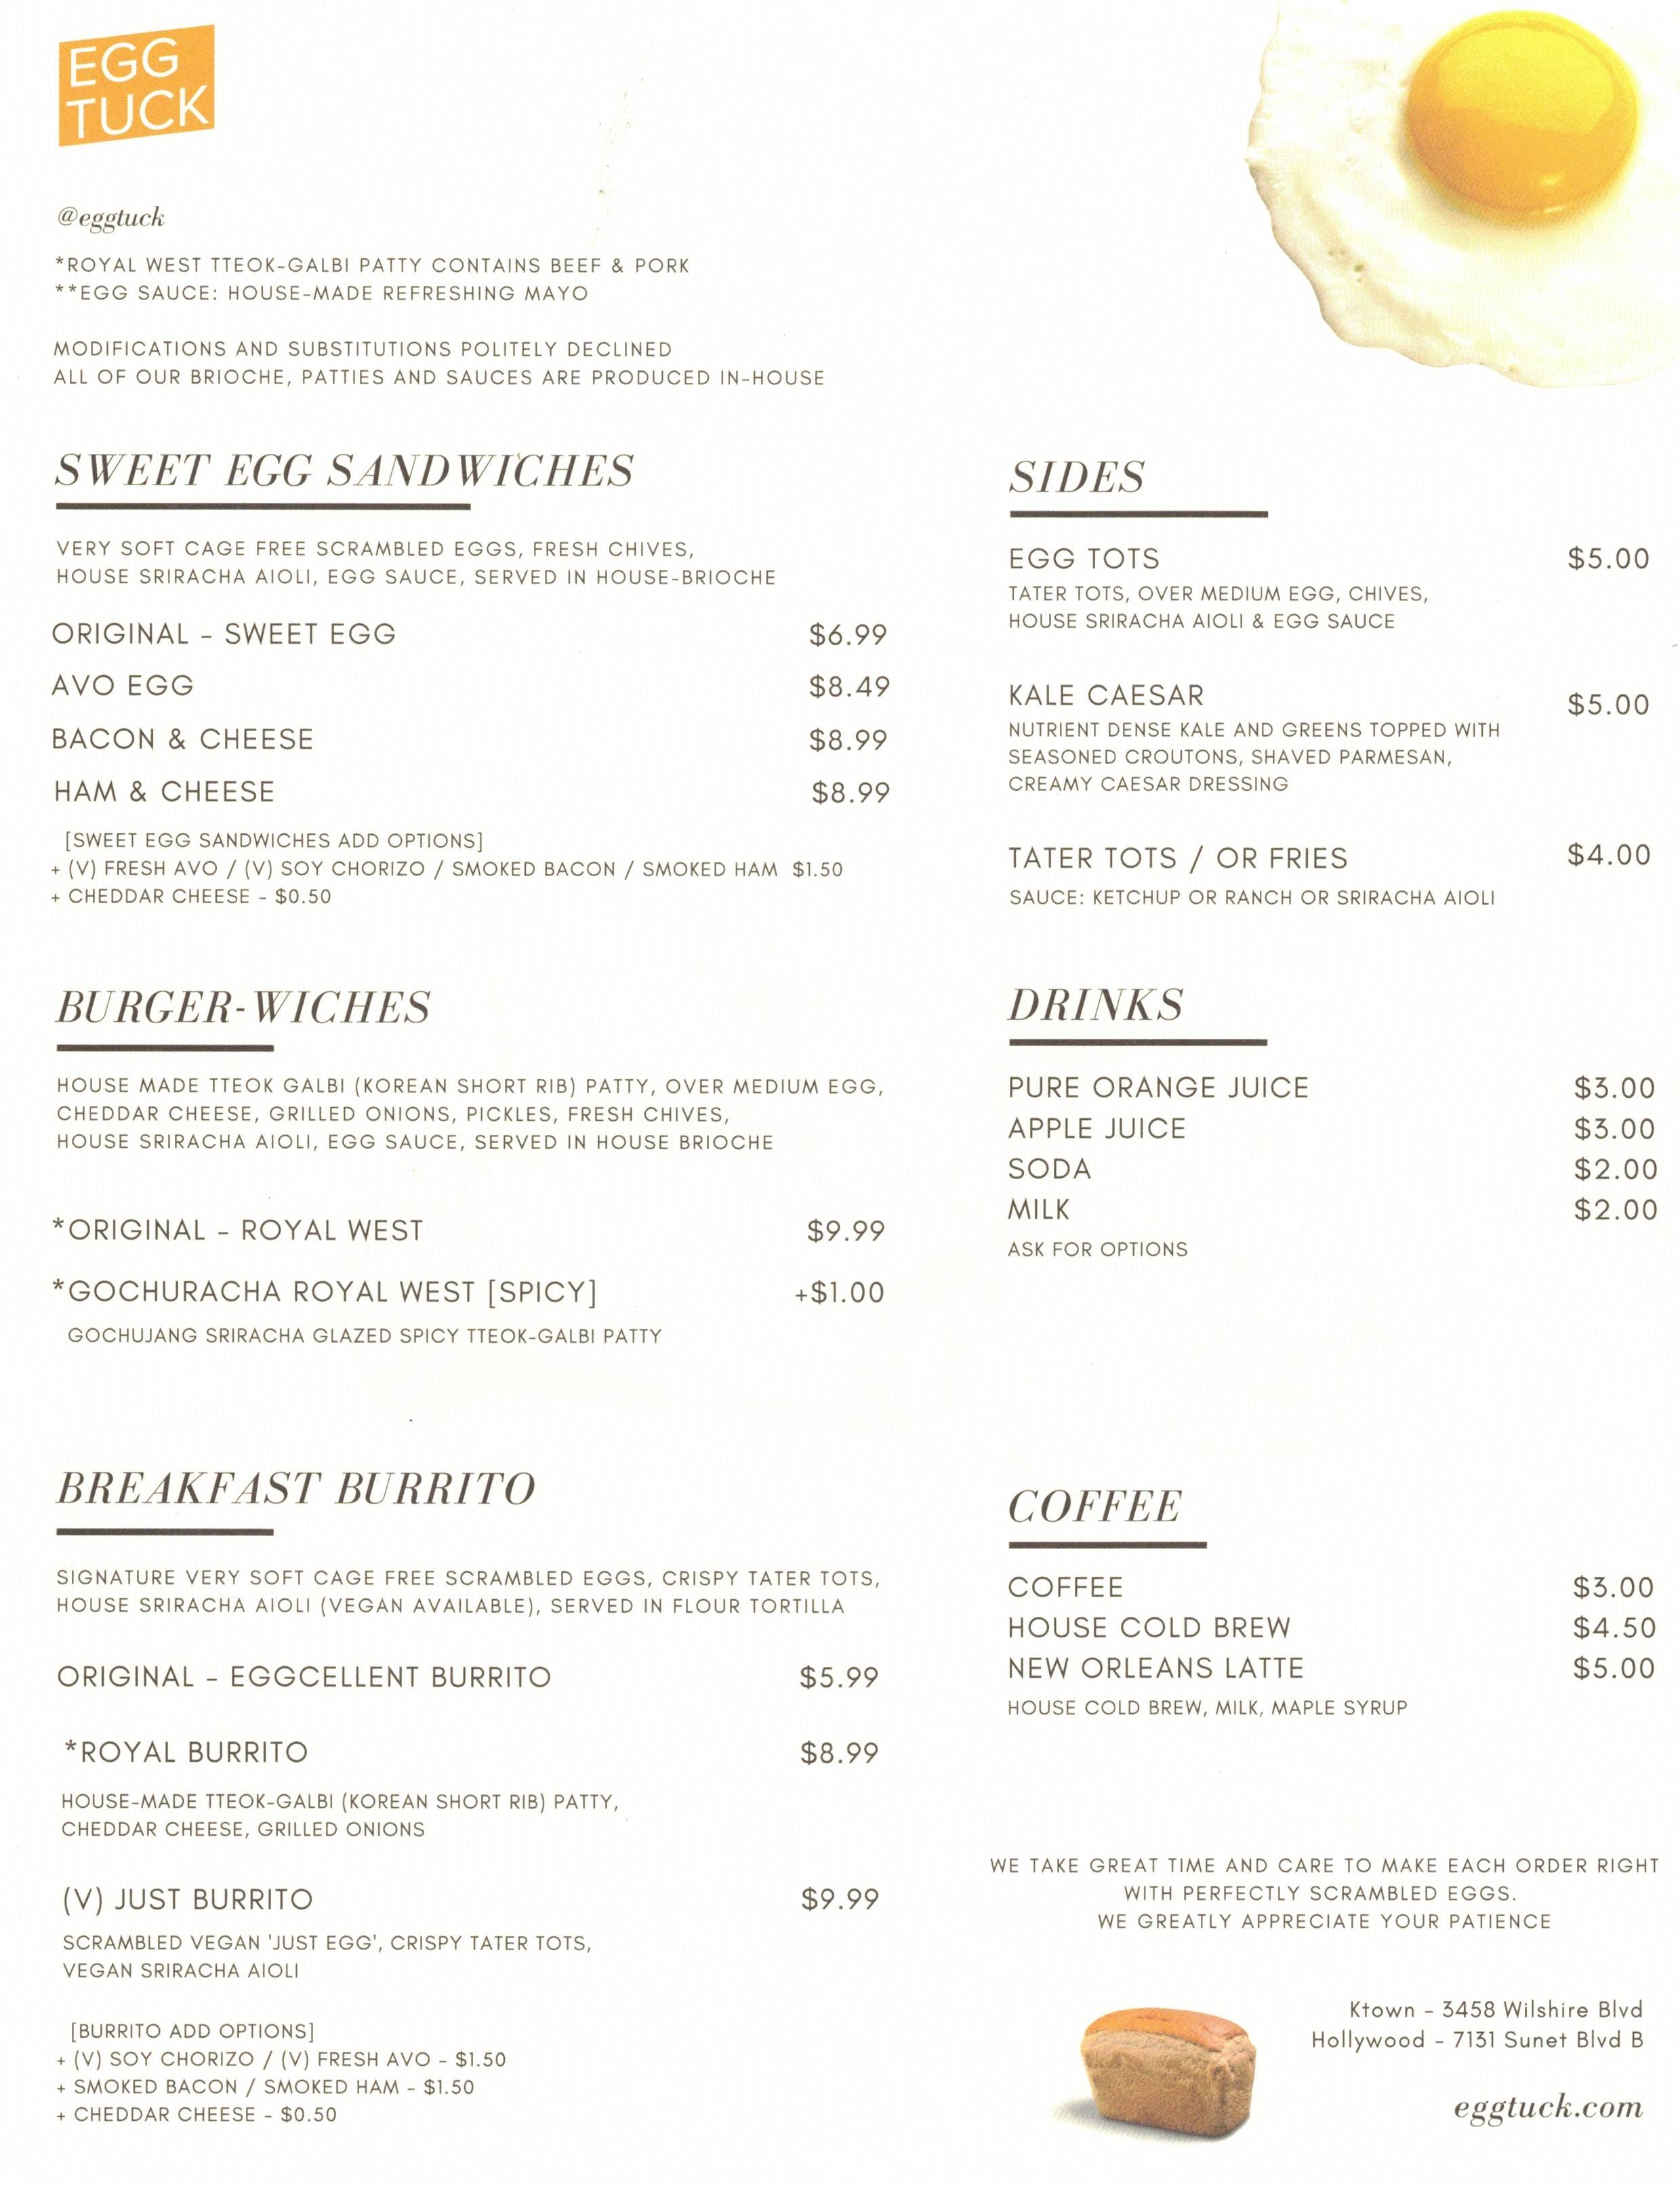 EGG
TUCK
@eggtuck
*ROYAL WEST TTEOK-GALBI PATTY CONTAINS BEEF & PORK
**EGG SAUCE: HOUSE-MADE REFRESHING MAYO
MODIFICATIONS AND SUBSTITUTIONS POLITELY DECLINED
ALL OF OUR BRIOCHE, PATTIES AND SAUCES ARE PRODUCED IN-HOUSE
SWEET EGG SANDWICHES
VERY SOFT CAGE FREE SCRAMBLED EGGS, FRESH CHIVES,
HOUSE SRIRACHA AIOLI, EGG SAUCE, SERVED IN HOUSE-BRIOCHE
ORIGINAL - SWEET EGG $6.99
AVO EGG $8.49
BACON & CHEESE $8.99
HAM & CHEESE $8.99
[SWEET EGG SANDWICHES ADD OPTIONS]
+ (V) FRESH AVO / (V) SOY CHORIZO / SMOKED BACON / SMOKED HAM $1.50
+ CHEDDAR CHEESE - $0.50
BURGER-WICHES
HOUSE MADE TTEOK GALBI (KOREAN SHORT RIB) PATTY, OVER MEDIUM EGG,
CHEDDAR CHEESE, GRILLED ONIONS, PICKLES, FRESH CHIVES,
HOUSE SRIRACHA AIOLI, EGG SAUCE, SERVED IN HOUSE BRIOCHE
*ORIGINAL - ROYAL WEST $9.99
*GOCHURACHA ROYAL WEST [SPICY] +$1.00
GOCHUJANG SRIRACHA GLAZED SPICY TTEOK-GALBI PATTY
BREAKFAST BURRITO
SIGNATURE VERY SOFT CAGE FREE SCRAMBLED EGGS, CRISPY TATER TOTS,
HOUSE SRIRACHA AIOLI (VEGAN AVAILABLE), SERVED IN FLOUR TORTILLA
ORIGINAL - EGGCELLENT BURRITO $5.99
*ROYAL BURRITO $8.99
HOUSE-MADE TTEOK-GALBI (KOREAN SHORT RIB) PATTY,
CHEDDAR CHEESE, GRILLED ONIONS
(V) JUST BURRITO $9.99
SCRAMBLED VEGAN 'JUST EGG', CRISPY TATER TOTS,
VEGAN SRIRACHA AIOLI
[BURRITO ADD OPTIONS]
+ (V) SOY CHORIZO / (V) FRESH AVO - $1.50
+ SMOKED BACON / SMOKED HAM - $1.50
+ CHEDDAR CHEESE - $0.50
SIDES
EGG TOTS $5.00
TATER TOTS, OVER MEDIUM EGG, CHIVES,
HOUSE SRIRACHA AIOLI & EGG SAUCE
KALE CAESAR $5.00
NUTRIENT DENSE KALE AND GREENS TOPPED WITH
SEASONED CROUTONS, SHAVED PARMESAN,
CREAMY CAESAR DRESSING
TATER TOTS / OR FRIES $4.00
SAUCE: KETCHUP OR RANCH OR SRIRACHA AIOLI
DRINKS
PURE ORANGE JUICE $3.00
APPLE JUICE $3.00
SODA $2.00
MILK $2.00
ASK FOR OPTIONS
COFFEE
COFFEE $3.00
HOUSE COLD BREW $4.50
NEW ORLEANS LATTE $5.00
HOUSE COLD BREW, MILK, MAPLE SYRUP
WE TAKE GREAT TIME AND CARE TO MAKE EACH ORDER RIGHT
WITH PERFECTLY SCRAMBLED EGGS.
WE GREATLY APPRECIATE YOUR PATIENCE
Ktown - 3458 Wilshire Blvd
Hollywood - 7131 Sunet Blvd B
eggtuck.com